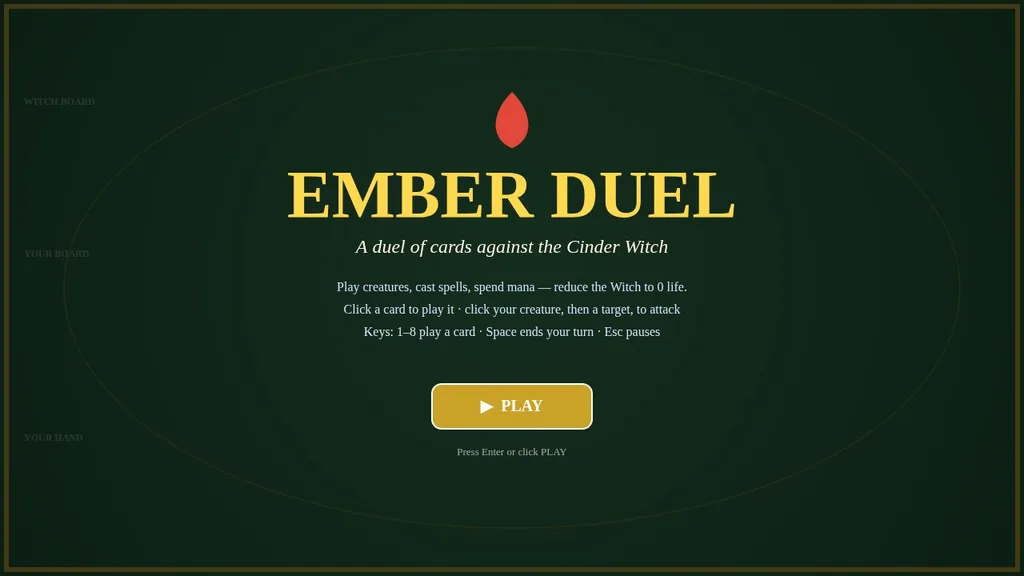 WITCH BOARD
EMBER DUEL
A duel of cards against the Cinder Witch
YOUR BOARD
Play creatures, cast spells, spend mana — reduce the Witch to 0 life.
Click a card to play it · click your creature, then a target, to attack
Keys: 1–8 play a card · Space ends your turn · Esc pauses
▶ PLAY
YOUR HAND
Press Enter or click PLAY